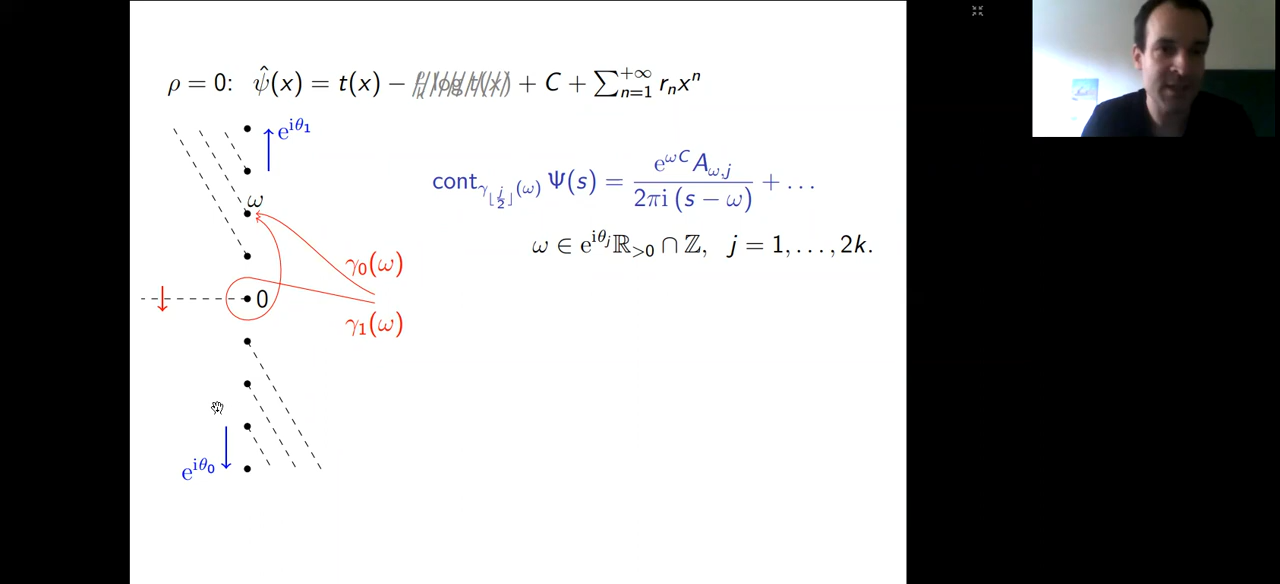 ρ = 0: ψ̂(x) = t(x) − ρ/k log t(x) + C + ∑_{n=1}^{+∞} r_n x^n
e^{iθ_1}
cont_{γ_{⌊j/2⌋}(ω)} Ψ(s) = e^{ωC} A_{ω,j} / 2πi (s − ω) + …
ω
ω ∈ e^{iθ_j} ℝ_{>0} ∩ ℤ, j = 1, …, 2k.
γ_0(ω)
0
γ_1(ω)
e^{iθ_0}